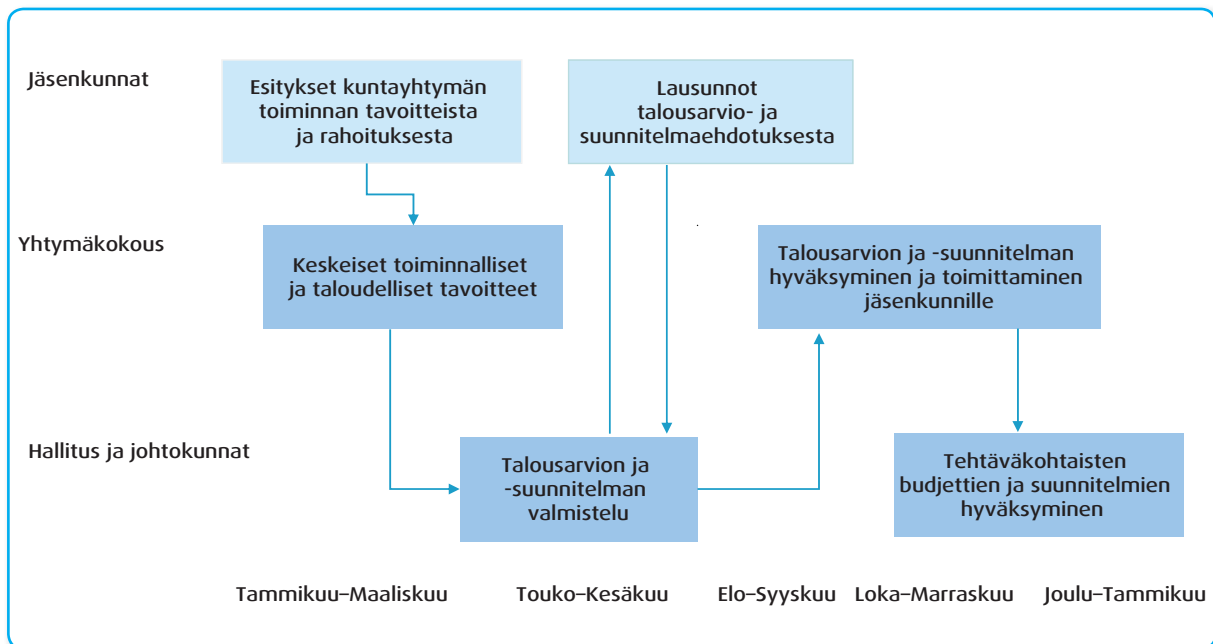 Jäsenkunnat
Esitykset kuntayhtymän
toiminnan tavoitteista
ja rahoituksesta
Lausunnot
talousarvio- ja
suunnitelmaehdotuksesta
Yhtymäkokous
Keskeiset toiminnalliset
ja taloudelliset tavoitteet
Talousarvion ja -suunnitelman
hyväksyminen ja toimittaminen
jäsenkunnille
Hallitus ja johtokunnat
Talousarvion ja
-suunnitelman
valmistelu
Tehtäväkohtaisten
budjettien ja suunnitelmien
hyväksyminen
Tammikuu–Maaliskuu
Touko–Kesäkuu
Elo–Syyskuu
Loka–Marraskuu
Joulu–Tammikuu